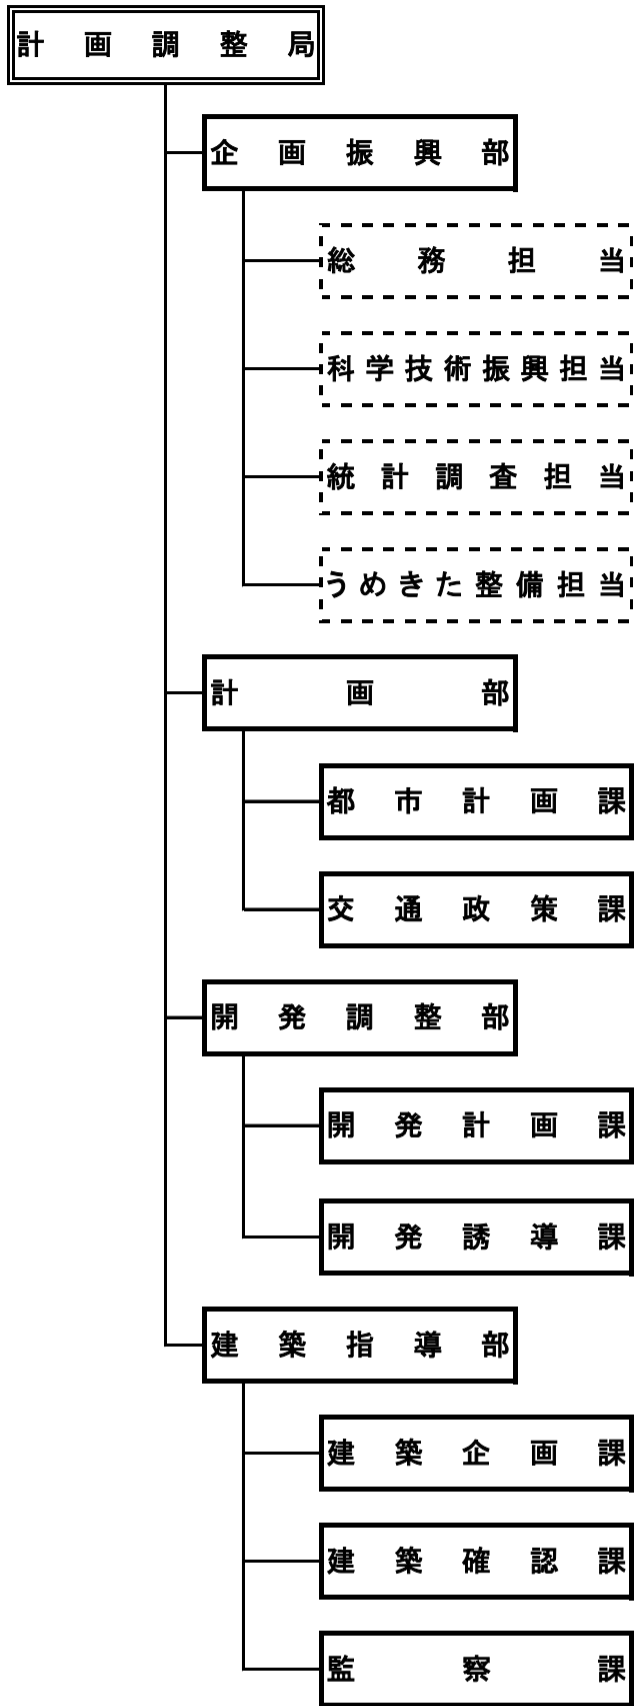 計画調整局
企画振興部
総務担当
科学技術振興担当
統計調査担当
うめきた整備担当
計画部
都市計画課
交通政策課
開発調整部
開発計画課
開発誘導課
建築指導部
建築企画課
建築確認課
監察課